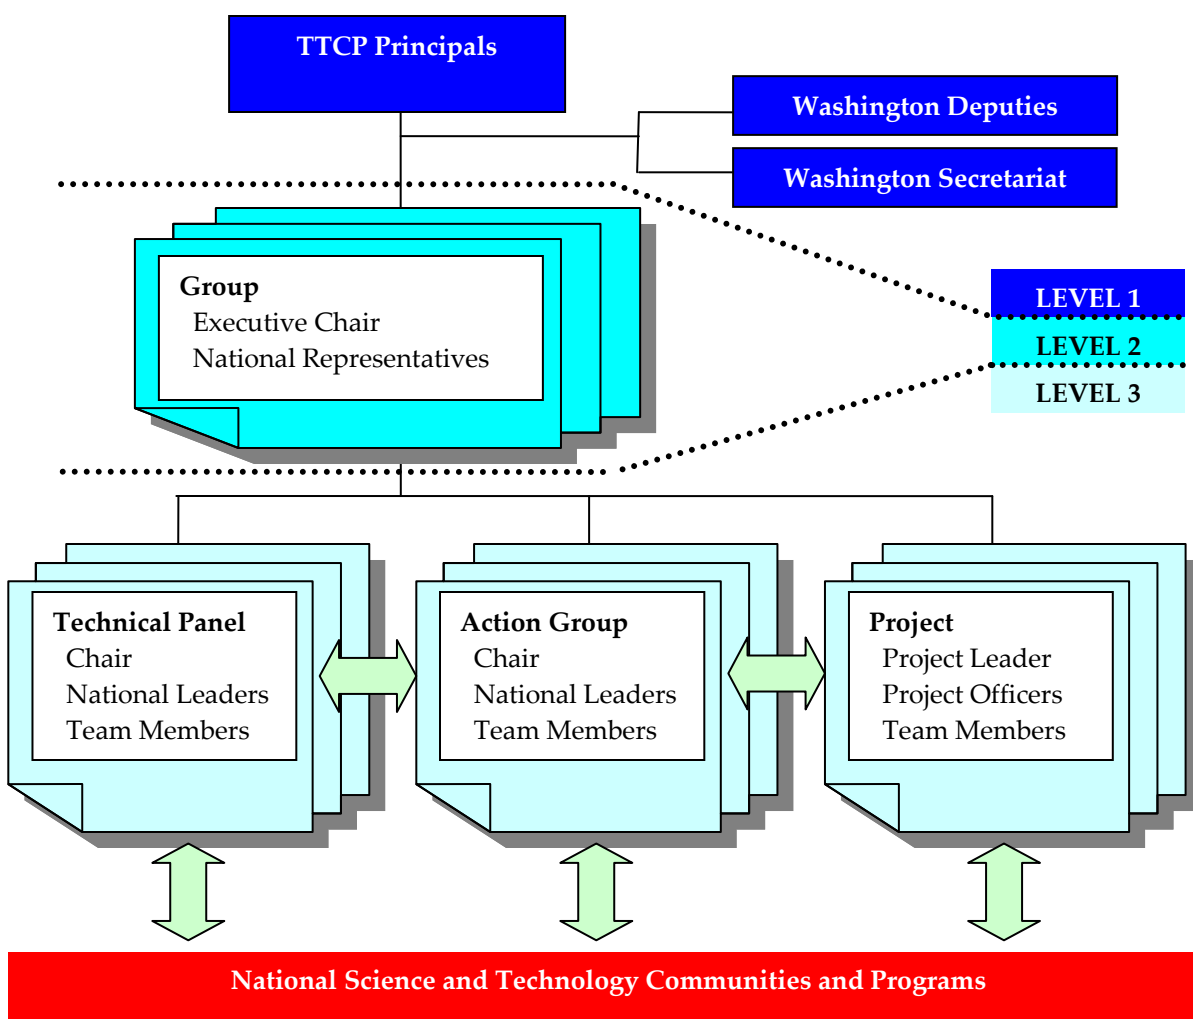 TTCP Principals
Washington Deputies
Washington Secretariat
Group
Executive Chair
National Representatives
LEVEL 1
LEVEL 2
LEVEL 3
Technical Panel
Chair
National Leaders
Team Members
Action Group
Chair
National Leaders
Team Members
Project
Project Leader
Project Officers
Team Members
National Science and Technology Communities and Programs